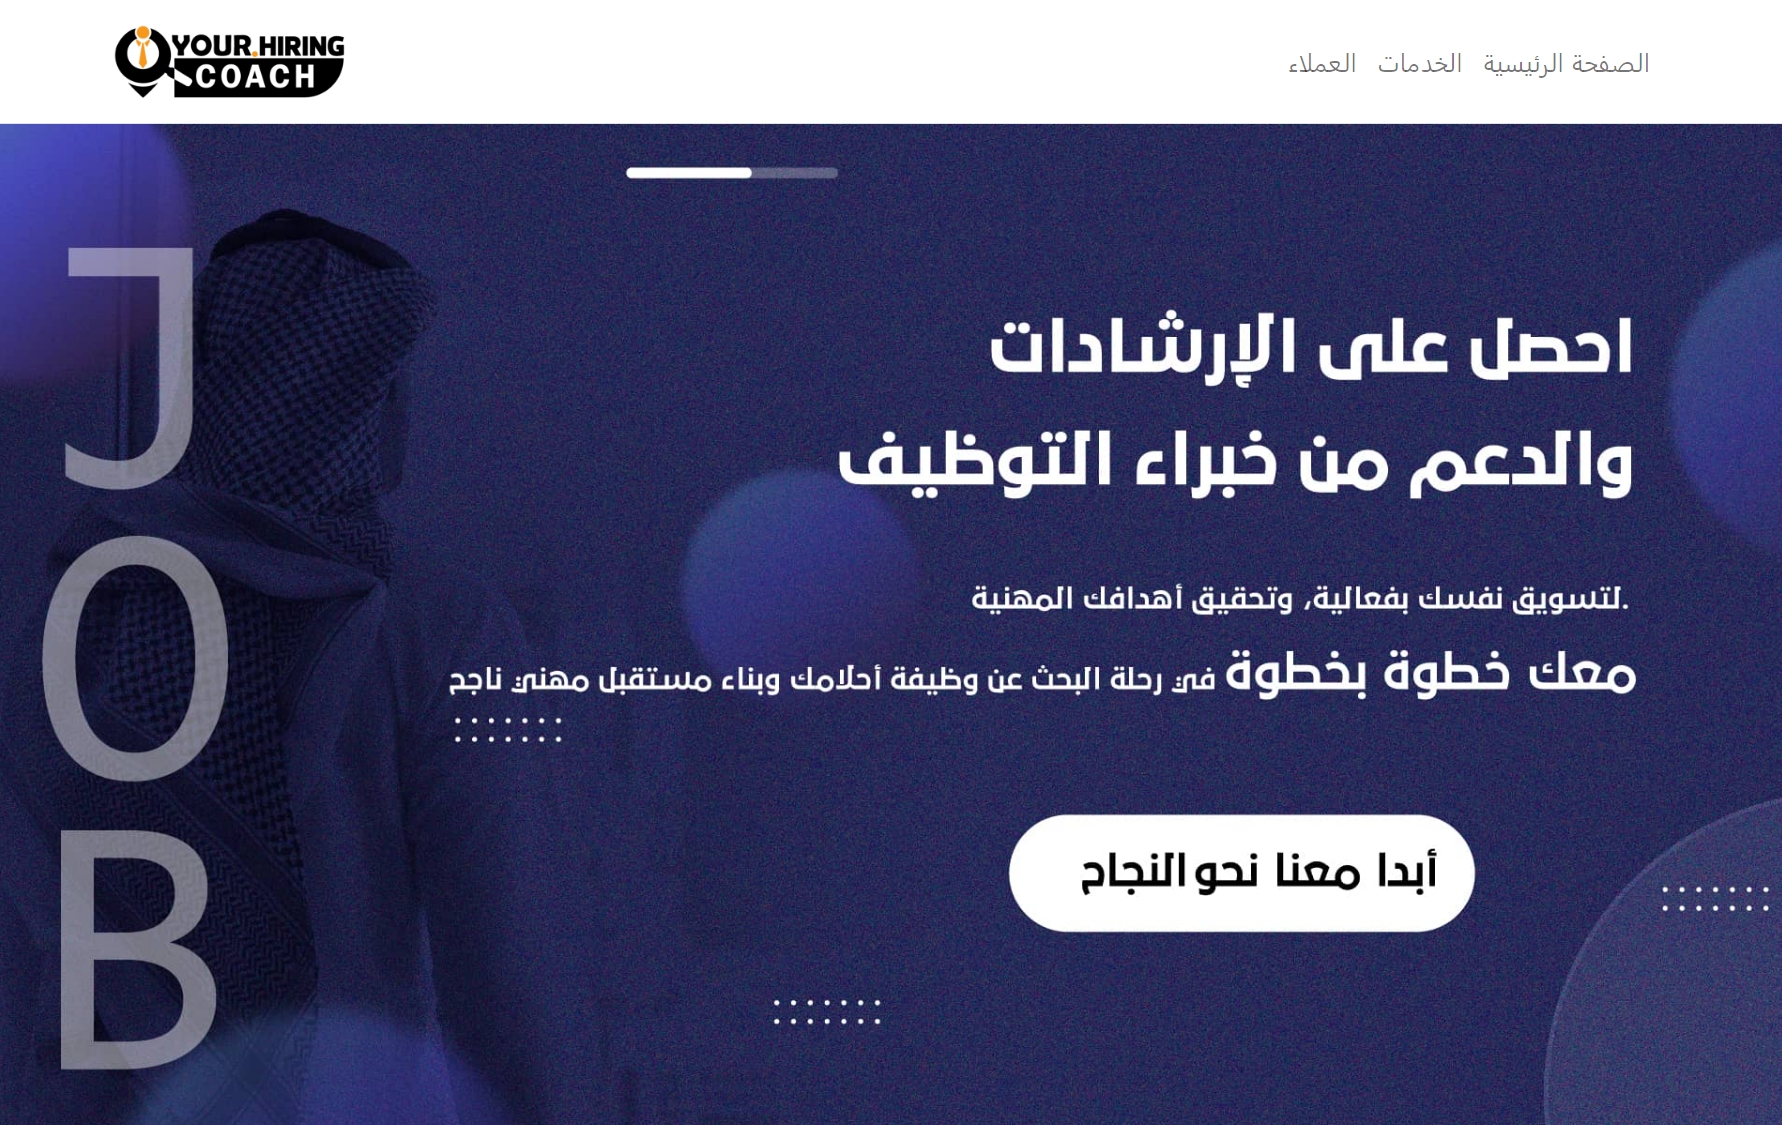 YOUR.HIRING
COACH
الصفحة الرئيسية الخدمات العملاء
JOB
احصل على الإرشادات
والدعم من خبراء التوظيف
لتسويق نفسك بفعالية، وتحقيق أهدافك المهنية.
معك خطوة بخطوة في رحلة البحث عن وظيفة أحلامك وبناء مستقبل مهني ناجح
أبدا معنا نحو النجاح